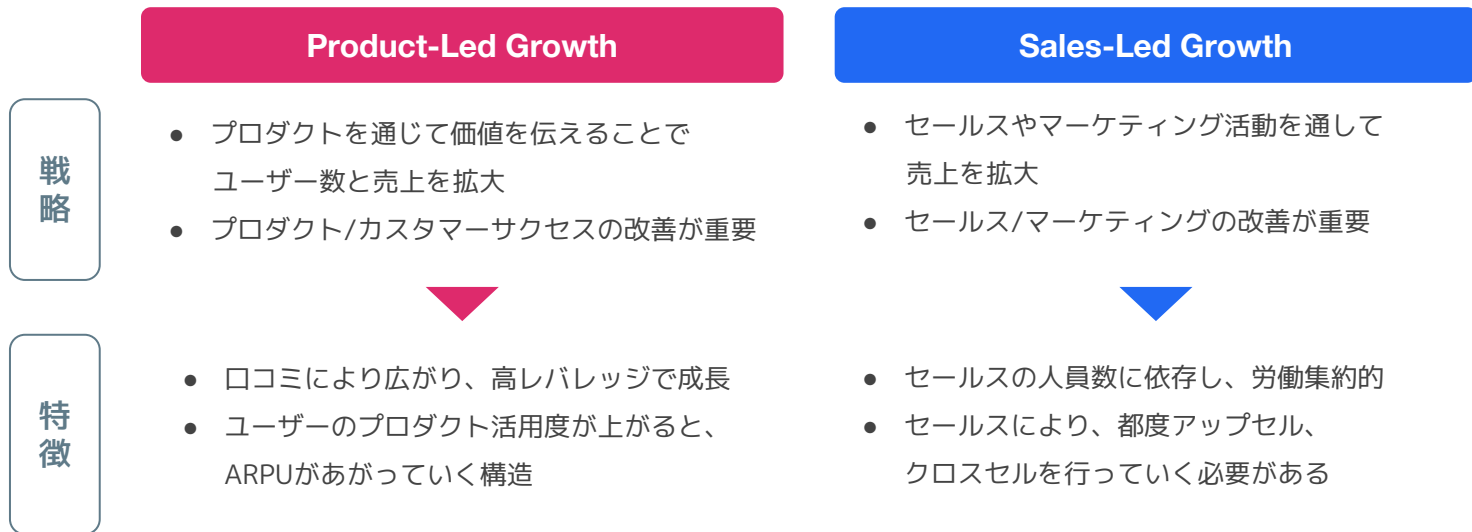 Product-Led Growth
Sales-Led Growth
戦略
● プロダクトを通じて価値を伝えることで
ユーザー数と売上を拡大
● プロダクト/カスタマーサクセスの改善が重要
● セールスやマーケティング活動を通して
売上を拡大
● セールス/マーケティングの改善が重要
特徴
● 口コミにより広がり、高レバレッジで成長
● ユーザーのプロダクト活用度が上がると、
ARPUがあがっていく構造
● セールスの人員数に依存し、労働集約的
● セールスにより、都度アップセル、
クロスセルを行っていく必要がある